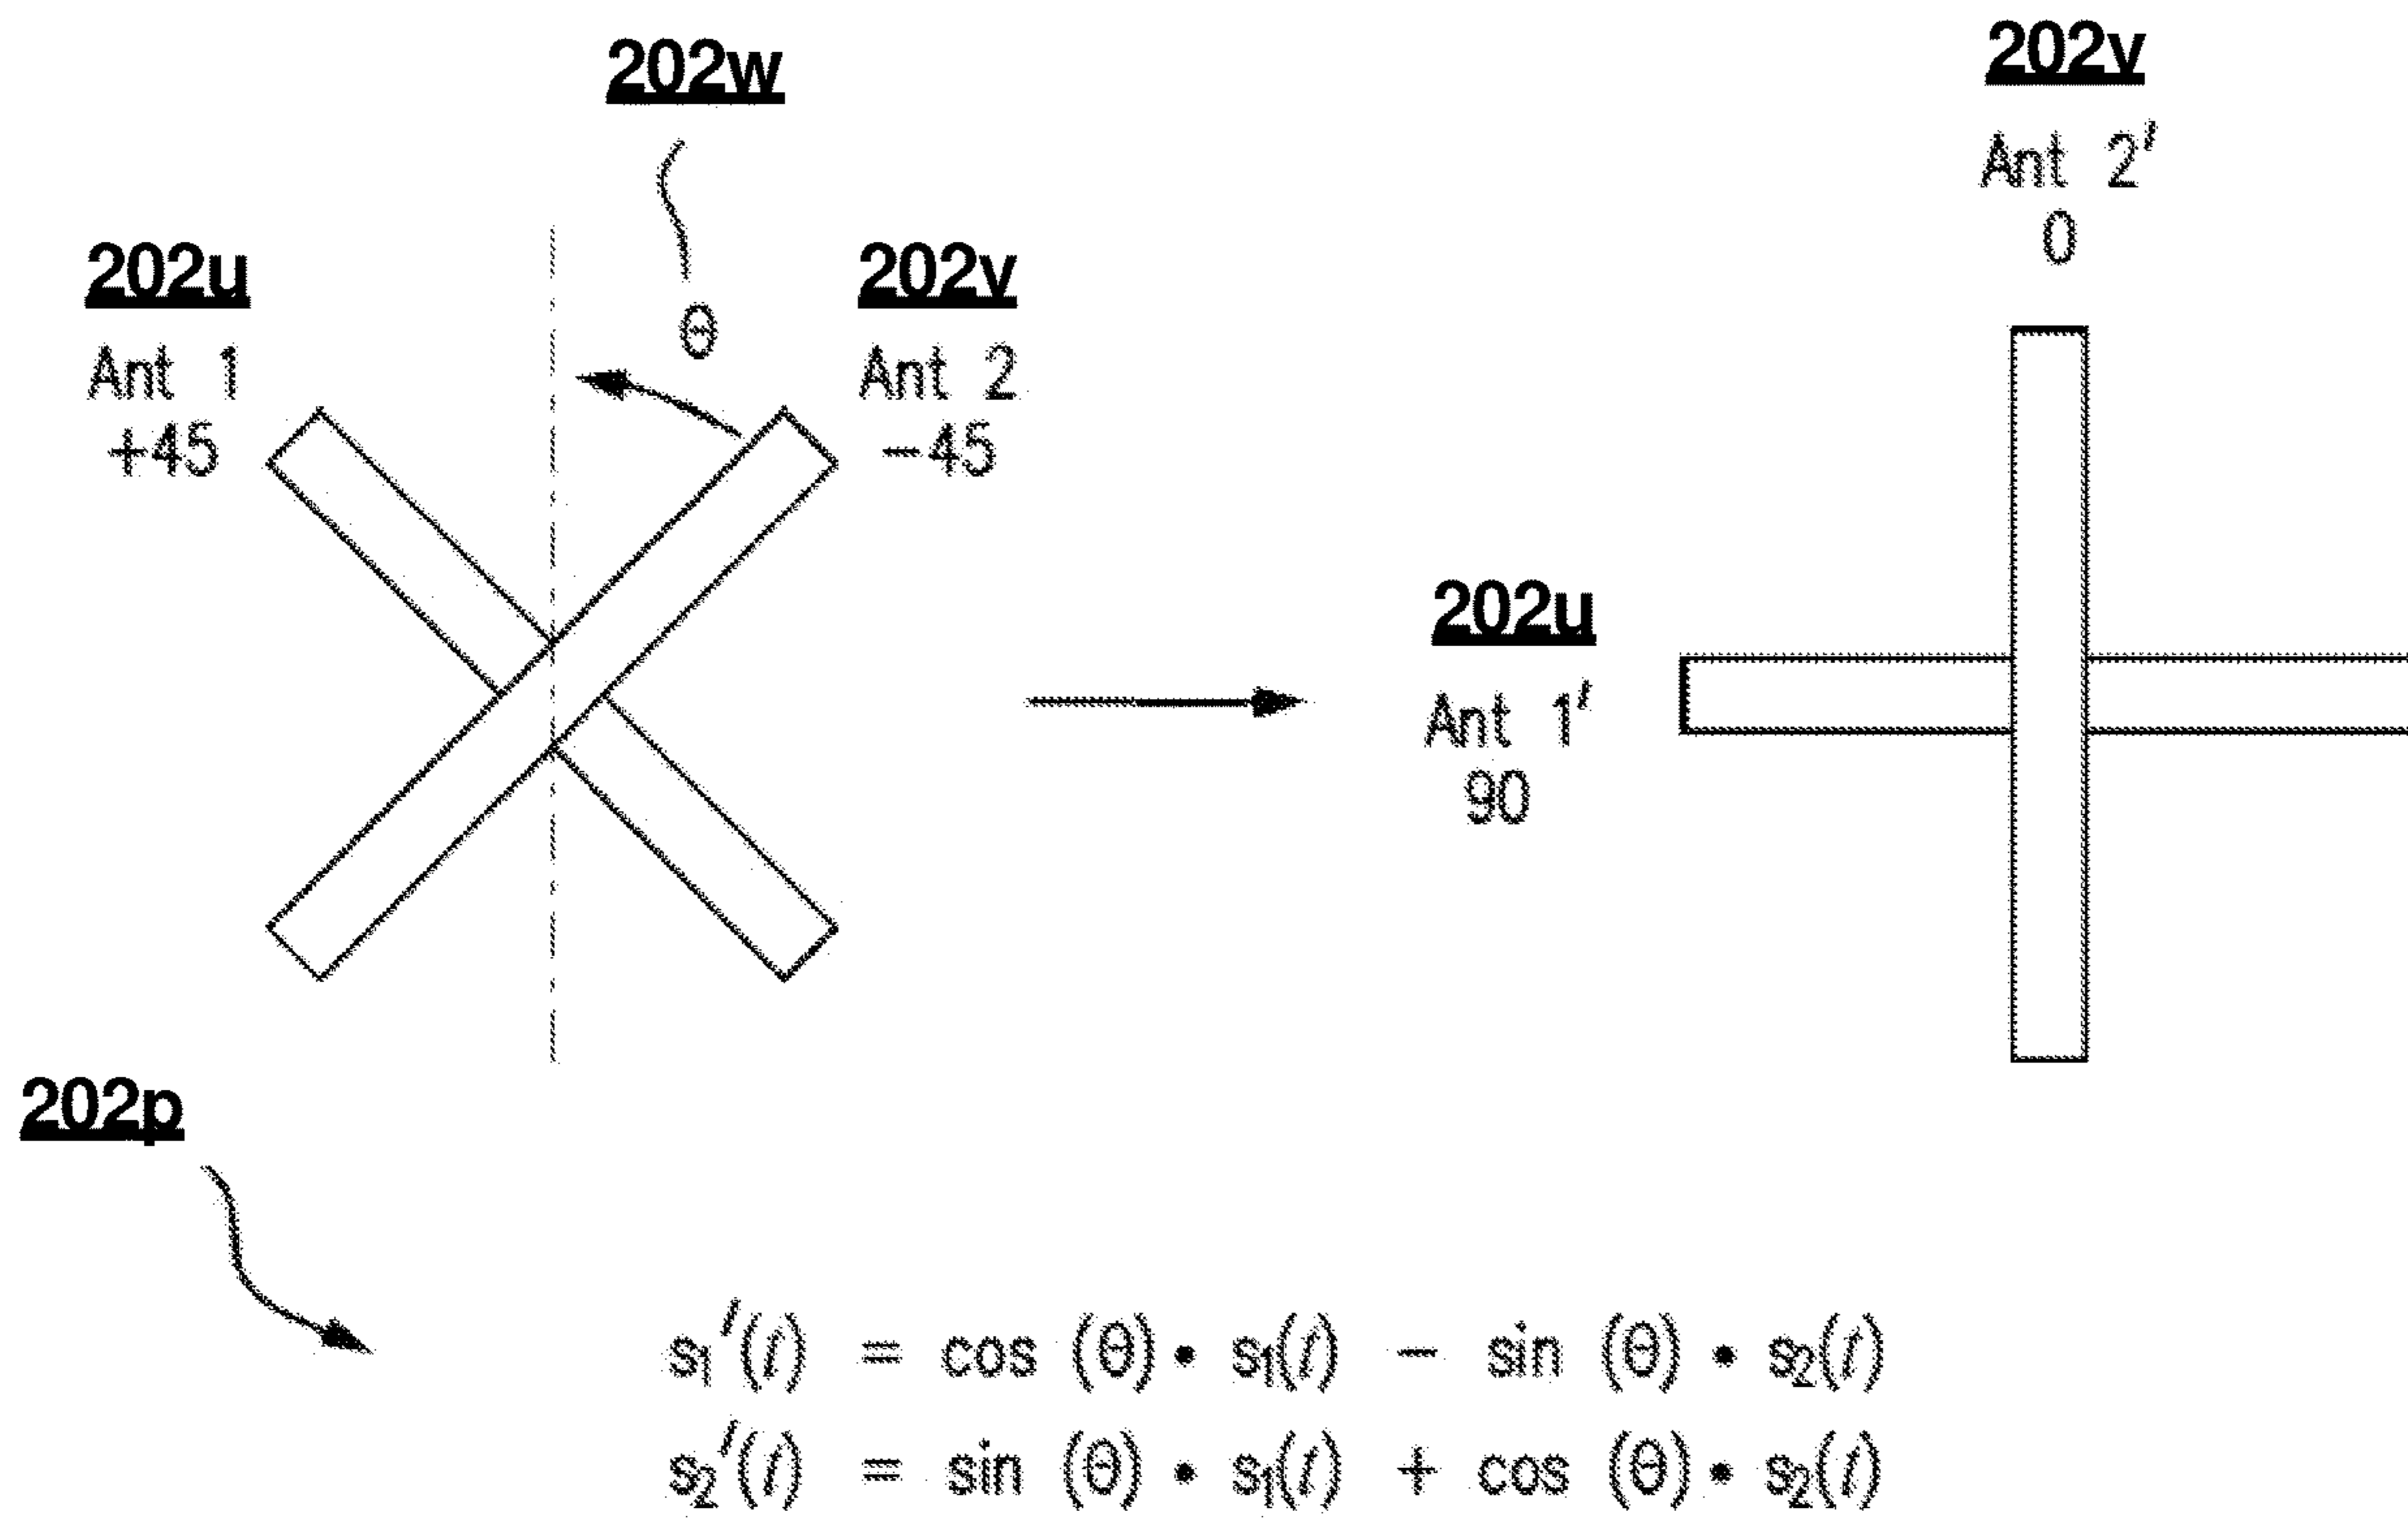 202w
202v
Ant 2′
0
202u
Ant 1
+45
θ
202v
Ant 2
−45
202u
Ant 1′
90
202p
s₁′(t) = cos (θ) • s₁(t) − sin (θ) • s₂(t)
s₂′(t) = sin (θ) • s₁(t) + cos (θ) • s₂(t)